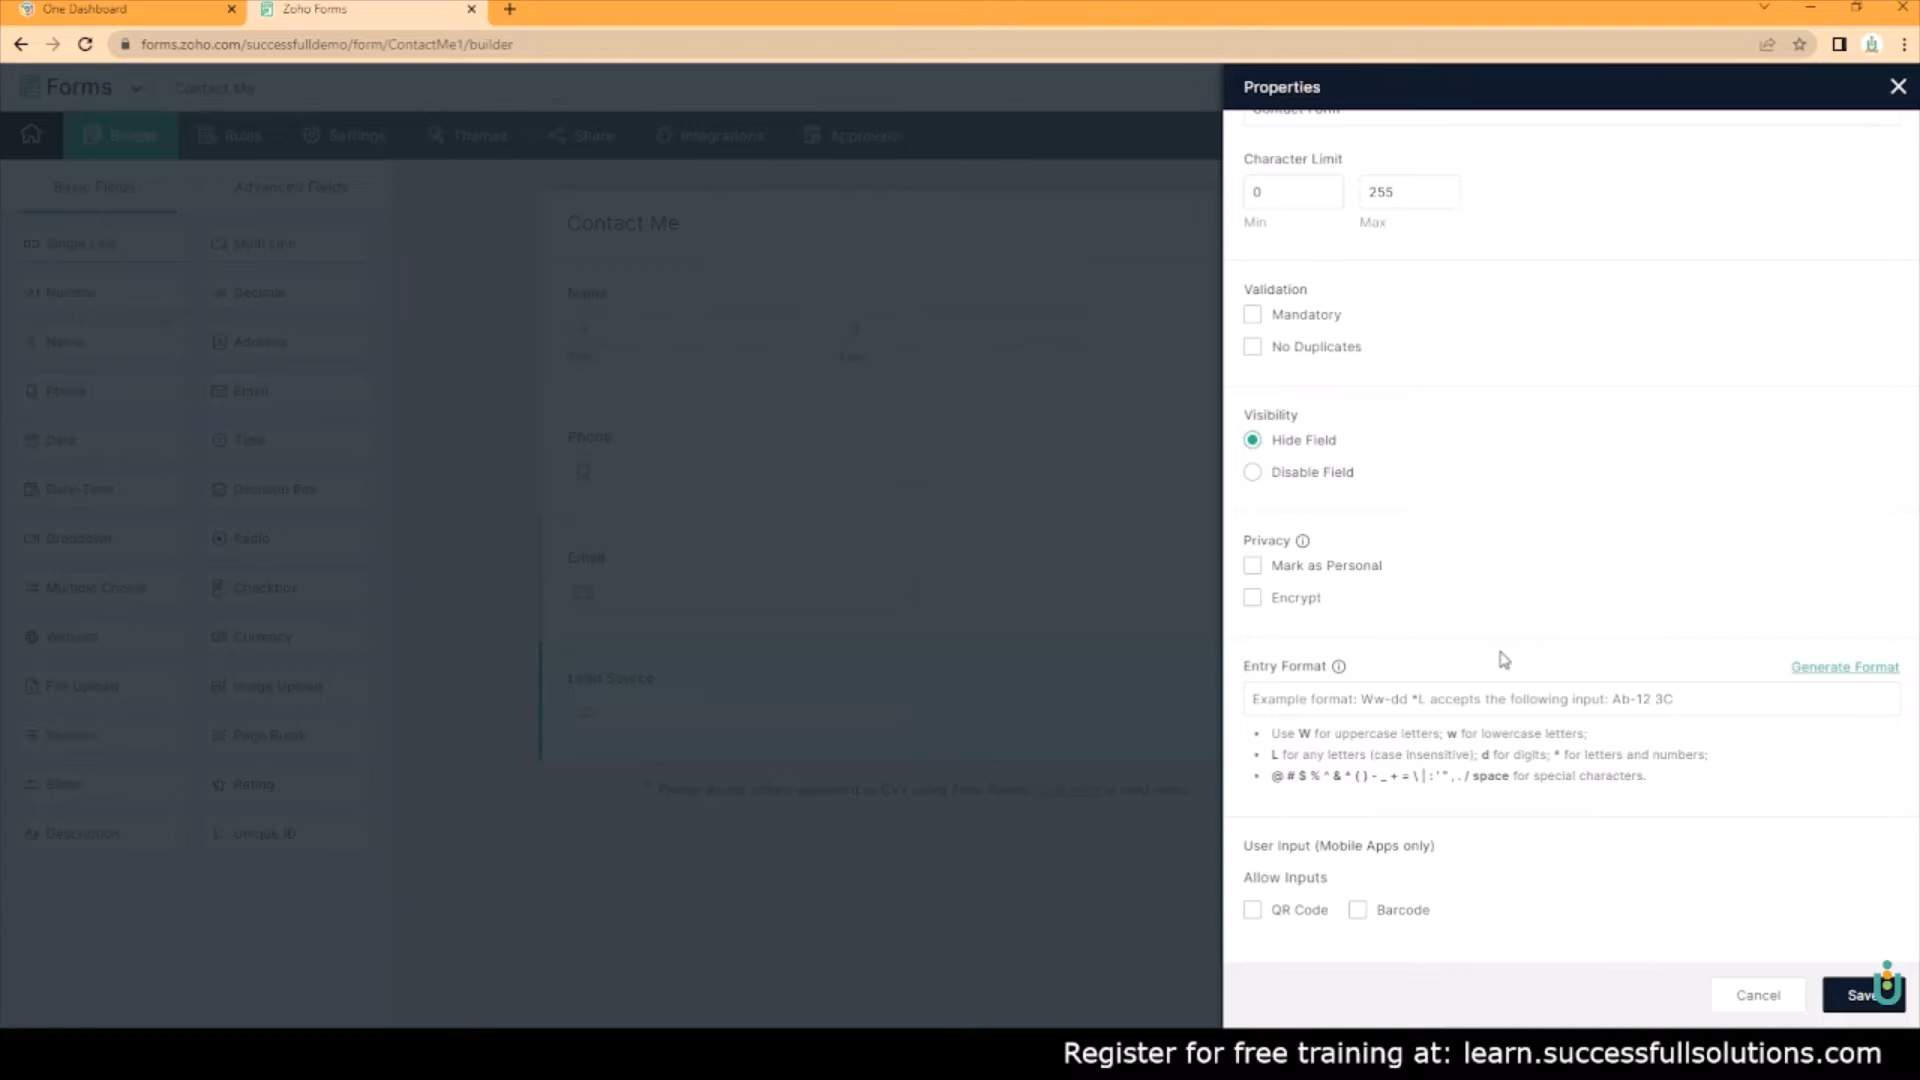 One Dashboard
Zoho Forms
forms.zoho.com/successfulldemo/form/ContactMe1/builder
Forms
Contact Me
Properties
Contact Form
Builder
Rules
Settings
Themes
Share
Integrations
Approvals
Basic Fields
Advanced Fields
Single Line
Multi Line
Number
Decimal
Name
Address
Phone
Email
Date
Time
Date-Time
Decision Box
Dropdown
Radio
Multiple Choice
Checkbox
Website
Currency
File Upload
Image Upload
Section
Page Break
Slider
Rating
Description
Unique ID
Contact Me
Name
First
Last
Phone
Email
Lead Source
Character Limit
0
255
Min
Max
Validation
Mandatory
No Duplicates
Visibility
Hide Field
Disable Field
Privacy
Mark as Personal
Encrypt
Entry Format
Generate Format
Example format: Ww-dd *L accepts the following input: Ab-12 3C
• Use W for uppercase letters; w for lowercase letters;
• L for any letters (case insensitive); d for digits; * for letters and numbers;
• @ # $ % ^ & * ( ) - _ + = \ | : ' " , . / space for special characters.
User Input (Mobile Apps only)
Allow Inputs
QR Code
Barcode
Cancel
Save
Register for free training at: learn.successfullsolutions.com